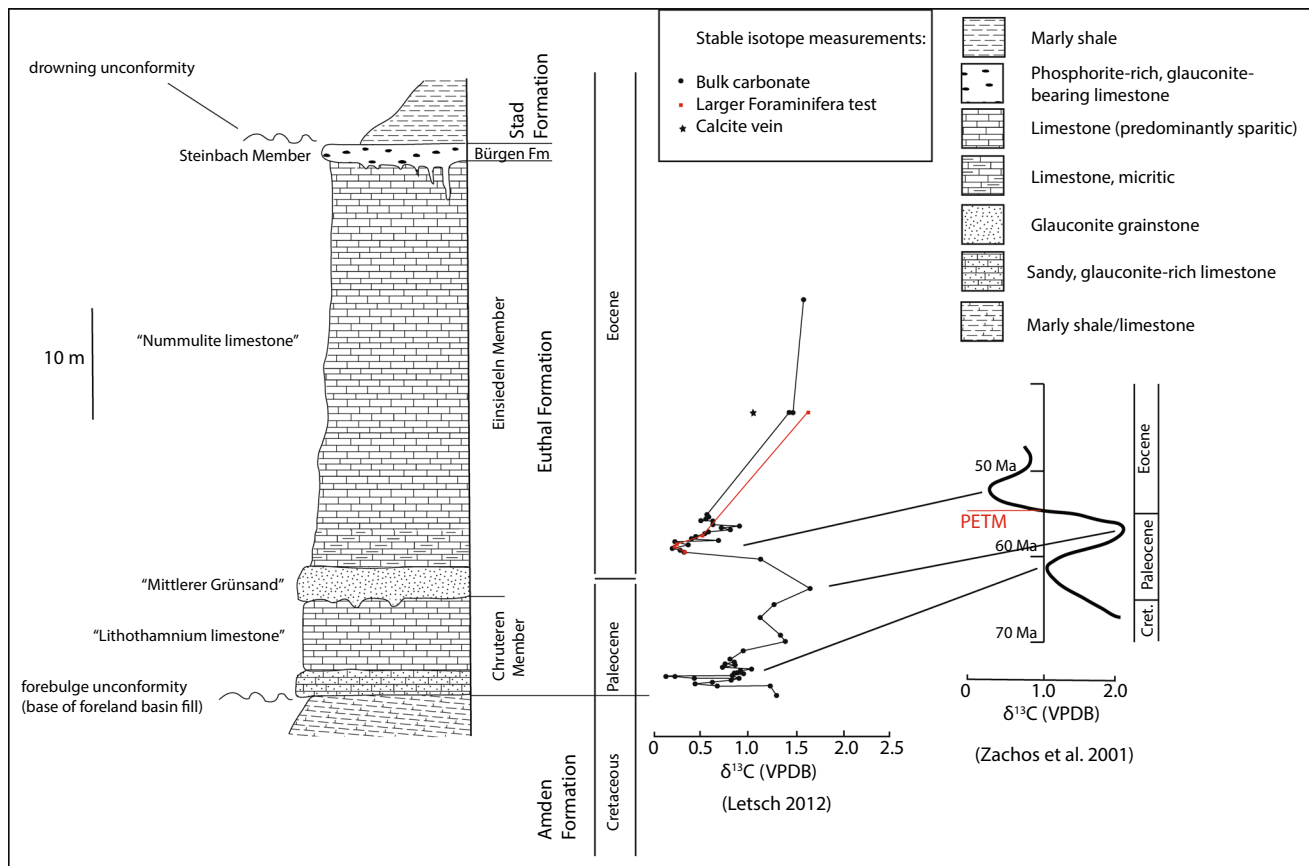 drowning unconformity
Steinbach Member
10 m
"Nummulite limestone"
"Mittlerer Grünsand"
"Lithothamnium limestone"
forebulge unconformity
(base of foreland basin fill)
Stad
Formation
Bürgen Fm
Einsiedeln Member
Euthal Formation
Chruteren
Member
Amden
Formation
Eocene
Paleocene
Cretaceous
Stable isotope measurements:
Bulk carbonate
Larger Foraminifera test
Calcite vein
0 0.5 1.0 1.5 2.0 2.5
δ¹³C (VPDB)
(Letsch 2012)
Marly shale
Phosphorite-rich, glauconite-
bearing limestone
Limestone (predominantly sparitic)
Limestone, micritic
Glauconite grainstone
Sandy, glauconite-rich limestone
Marly shale/limestone
50 Ma
PETM
60 Ma
70 Ma
Eocene
Paleocene
Cret.
0 1.0 2.0
δ¹³C (VPDB)
(Zachos et al. 2001)